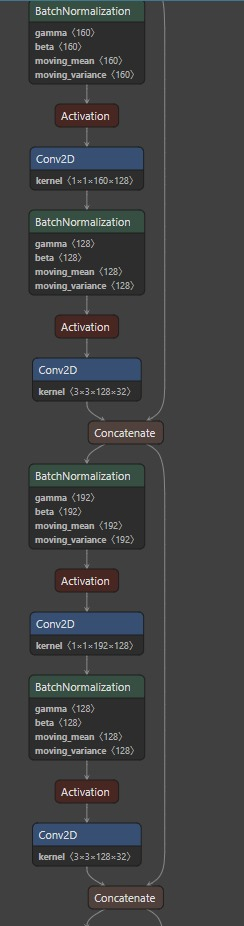 BatchNormalization
gamma ⟨160⟩
beta ⟨160⟩
moving_mean ⟨160⟩
moving_variance ⟨160⟩
Activation
Conv2D
kernel ⟨1×1×160×128⟩
BatchNormalization
gamma ⟨128⟩
beta ⟨128⟩
moving_mean ⟨128⟩
moving_variance ⟨128⟩
Activation
Conv2D
kernel ⟨3×3×128×32⟩
Concatenate
BatchNormalization
gamma ⟨192⟩
beta ⟨192⟩
moving_mean ⟨192⟩
moving_variance ⟨192⟩
Activation
Conv2D
kernel ⟨1×1×192×128⟩
BatchNormalization
gamma ⟨128⟩
beta ⟨128⟩
moving_mean ⟨128⟩
moving_variance ⟨128⟩
Activation
Conv2D
kernel ⟨3×3×128×32⟩
Concatenate